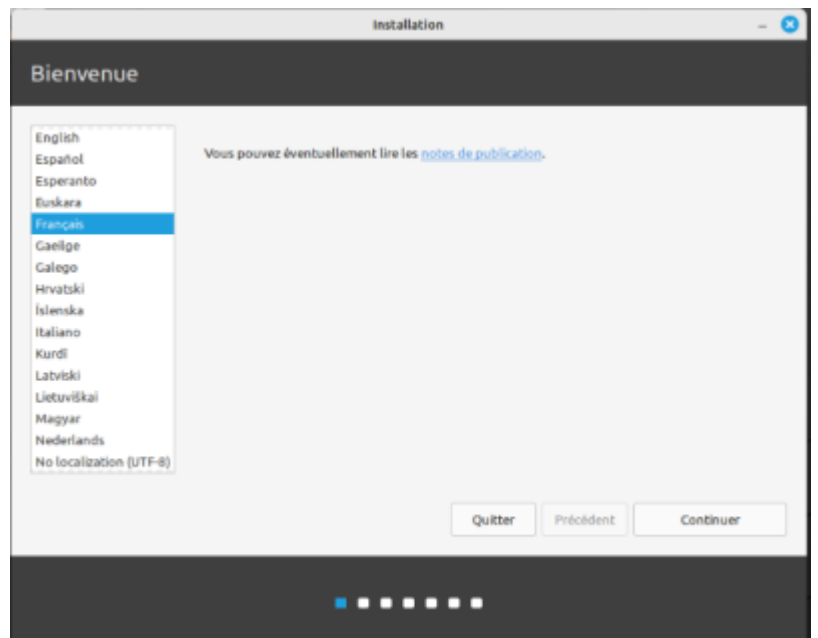 Installation
Bienvenue
English
Español
Esperanto
Euskara
Français
Gaeilge
Galego
Hrvatski
Íslenska
Italiano
Kurdî
Latviski
Lietuviškai
Magyar
Nederlands
No localization (UTF-8)
Vous pouvez éventuellement lire les notes de publication.
Quitter
Précédent
Continuer